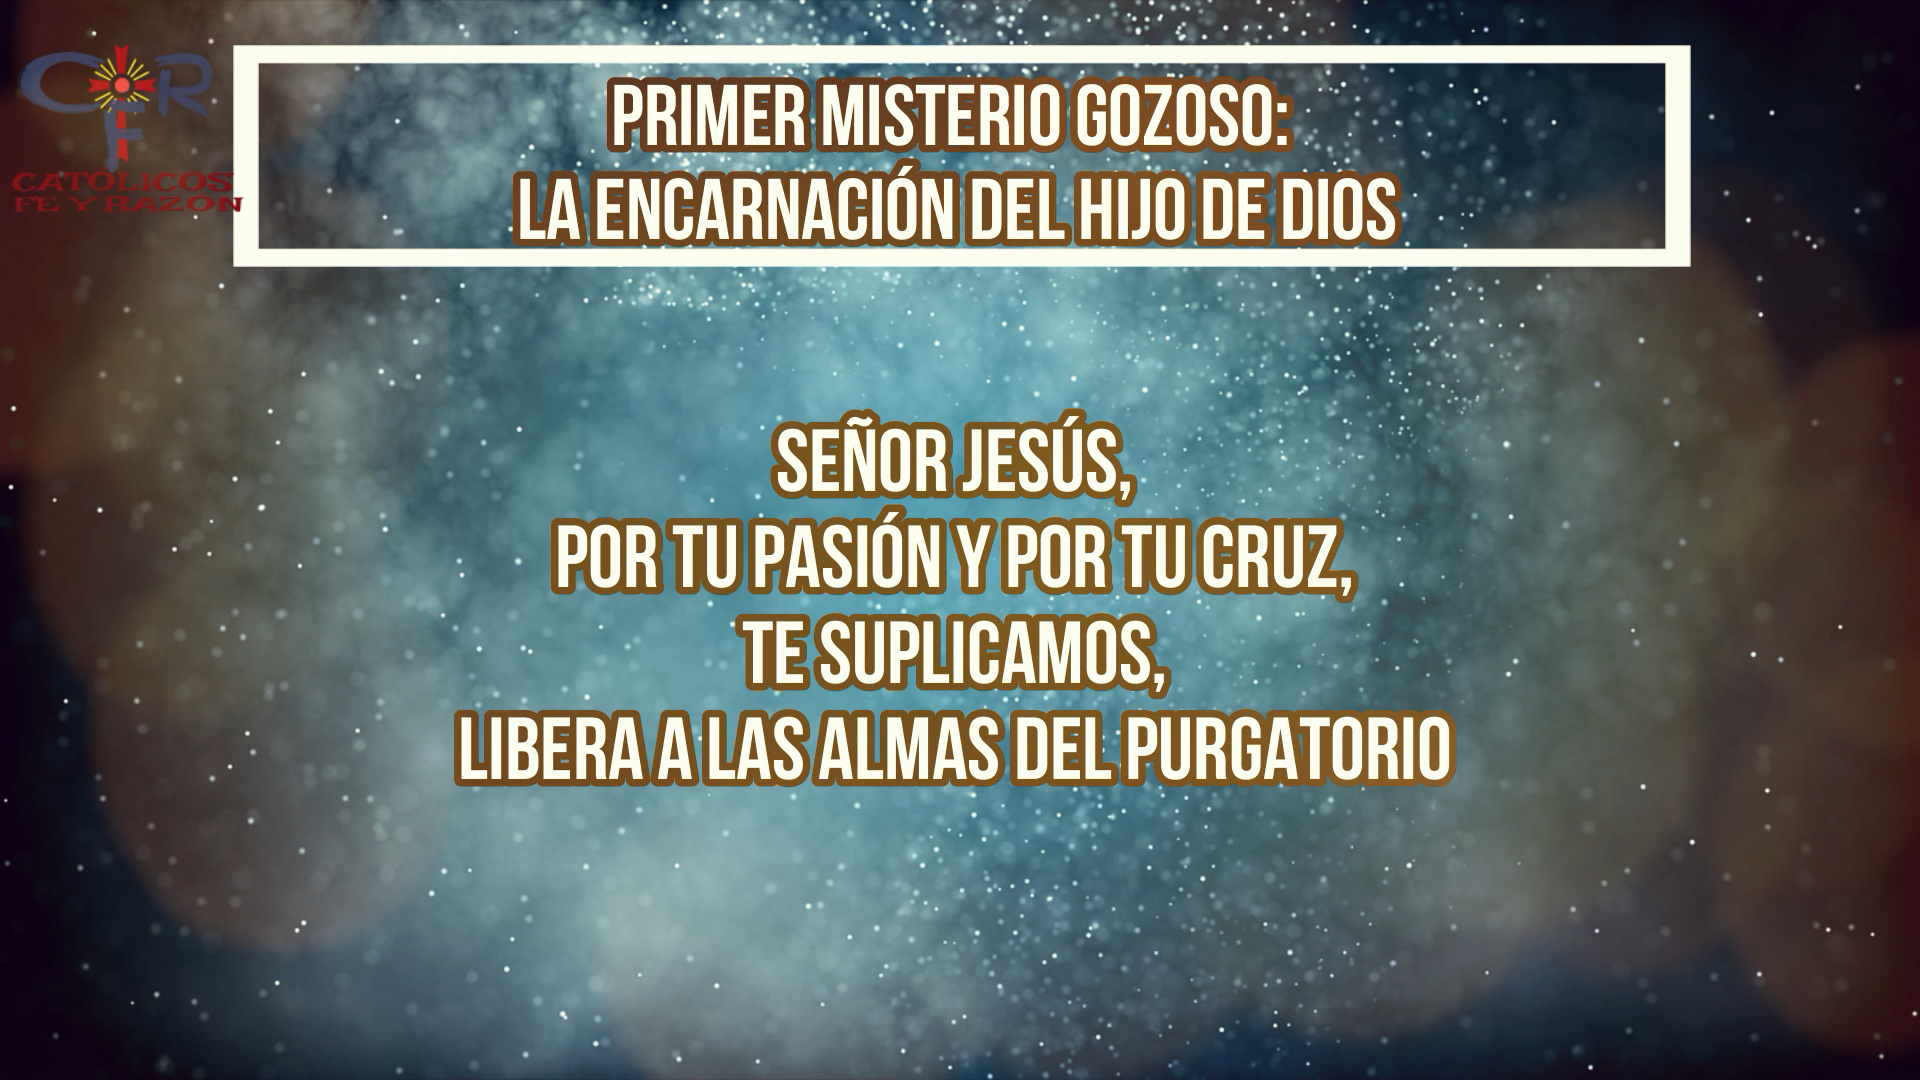 CFR
CATÓLICOS
FE Y RAZÓN
PRIMER MISTERIO GOZOSO:
LA ENCARNACIÓN DEL HIJO DE DIOS
SEÑOR JESÚS,
POR TU PASIÓN Y POR TU CRUZ,
TE SUPLICAMOS,
LIBERA A LAS ALMAS DEL PURGATORIO